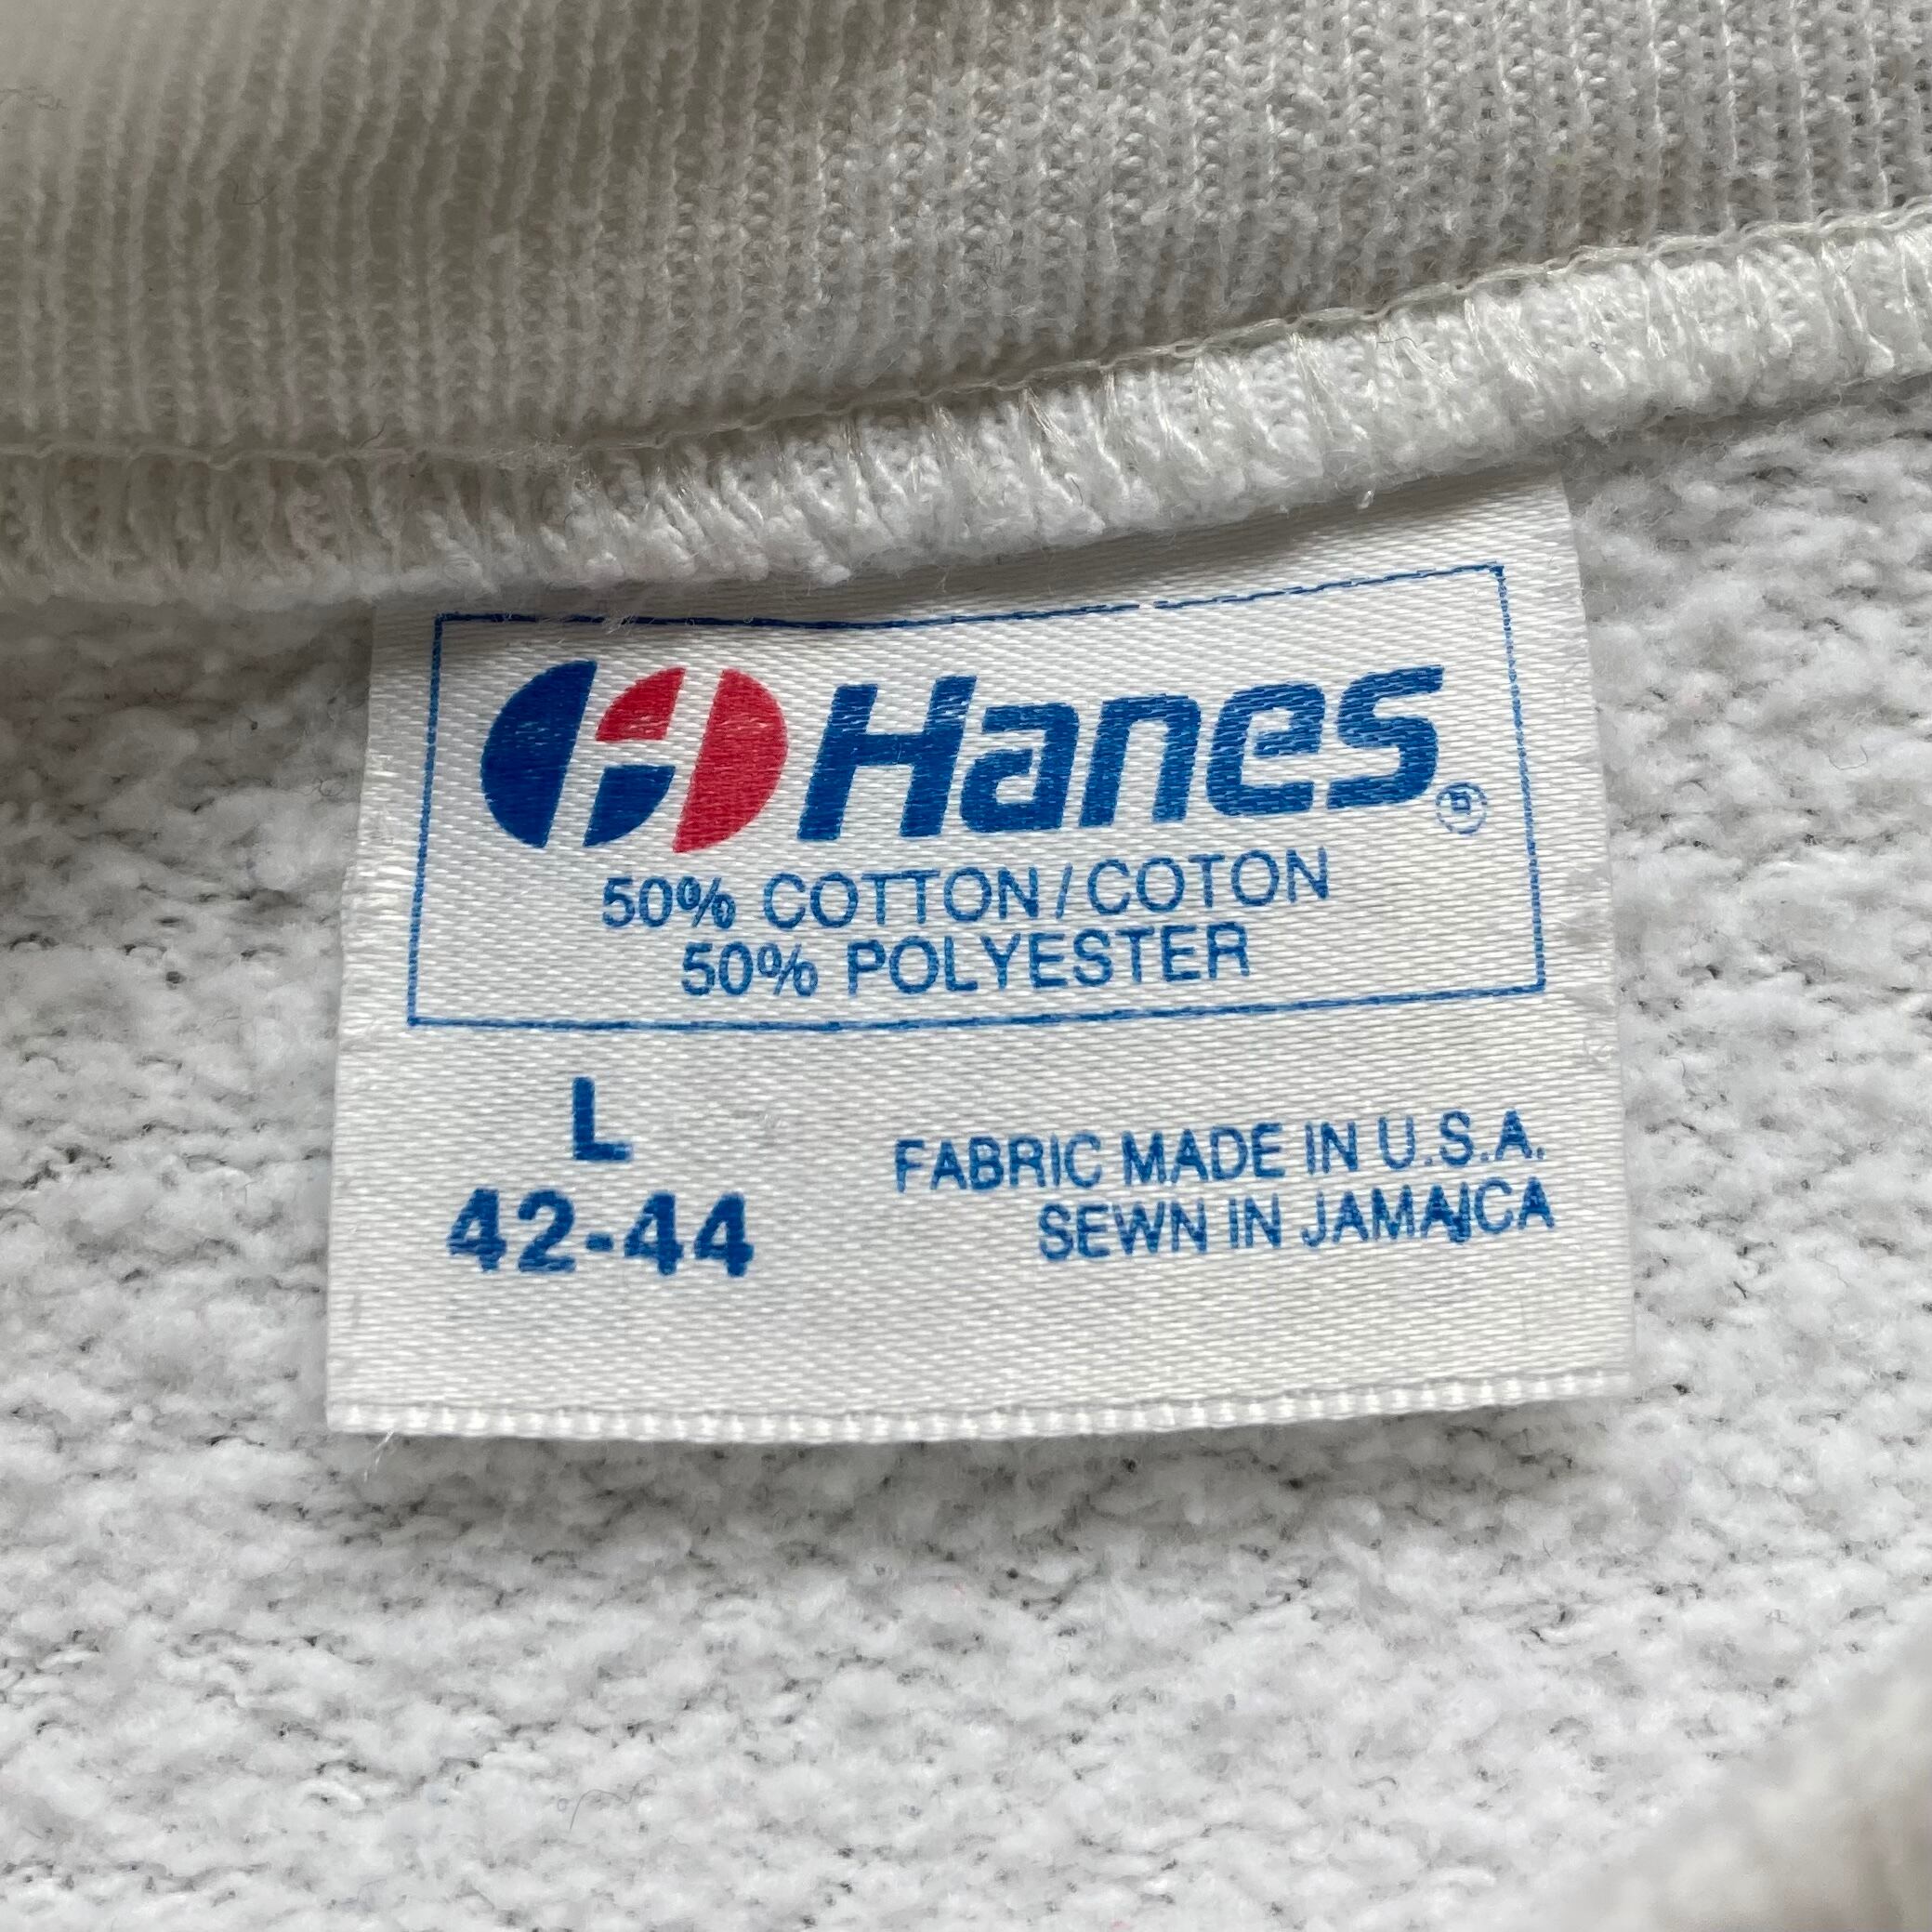 Hanes®
50% COTTON/COTON
50% POLYESTER
L
42-44
FABRIC MADE IN U.S.A.
SEWN IN JAMAICA